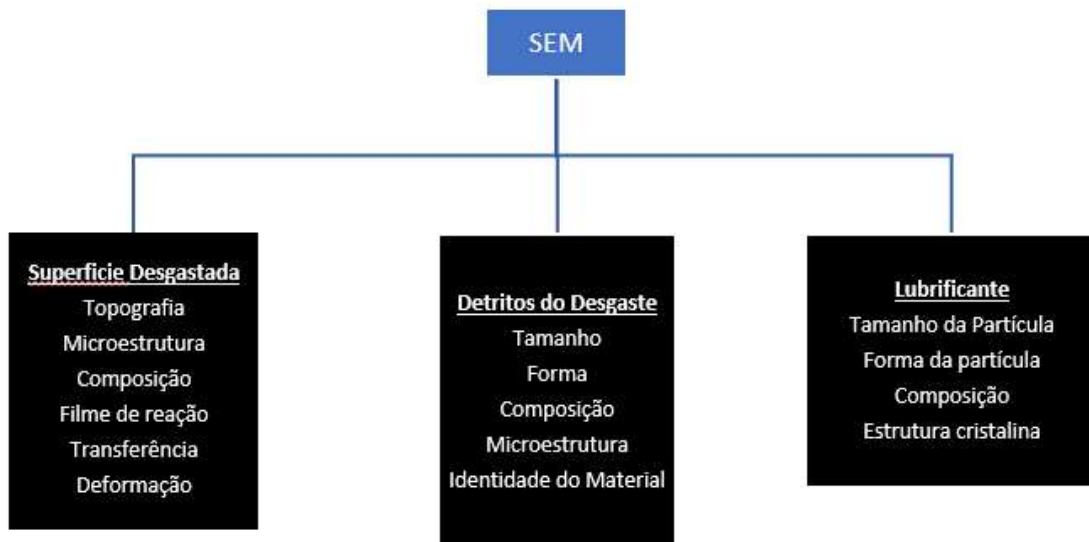 SEM
Superficie Desgastada
Topografia
Microestrutura
Composição
Filme de reação
Transferência
Deformação
Detritos do Desgaste
Tamanho
Forma
Composição
Microestrutura
Identidade do Material
Lubrificante
Tamanho da Partícula
Forma da partícula
Composição
Estrutura cristalina